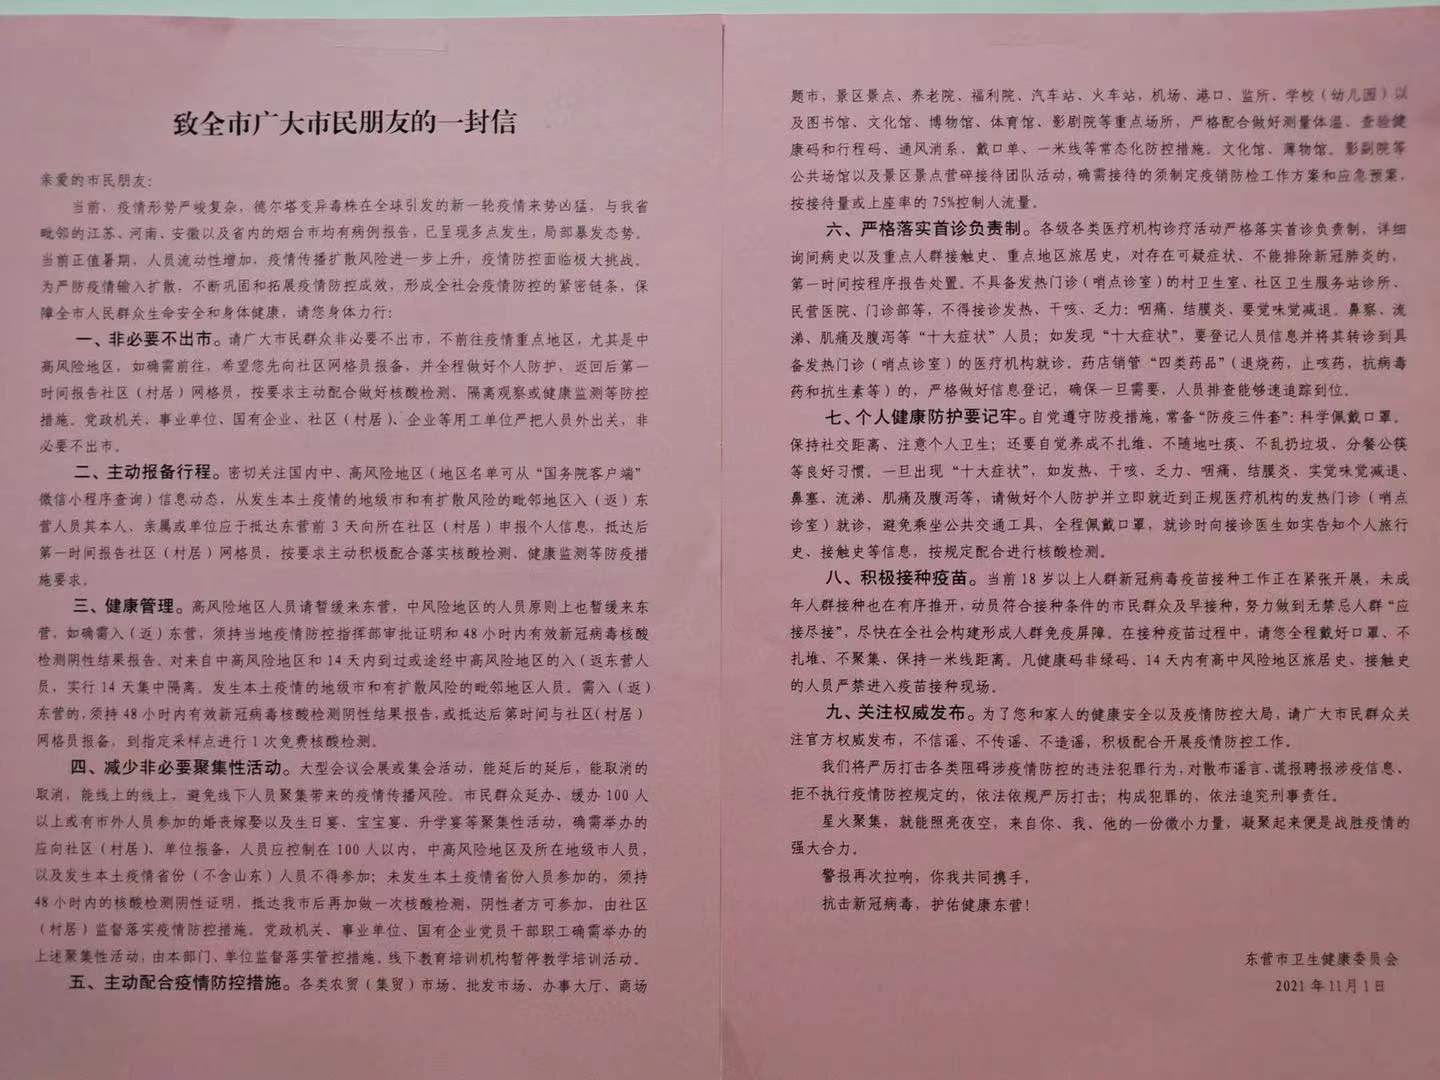 致全市广大市民朋友的一封信
亲爱的市民朋友：
当前，疫情形势严峻复杂，德尔塔变异毒株在全球引发的新一轮疫情来势凶猛，与我省
毗邻的江苏、河南、安徽以及省内的烟台市均有病例报告，已呈现多点发生，局部暴发态势。
当前正值暑期，人员流动性增加，疫情传播扩散风险进一步上升，疫情防控面临极大挑战。
为严防疫情输入扩散，不断巩固和拓展疫情防控成效，形成全社会疫情防控的紧密链条，保
障全市人民群众生命安全和身体健康，请您身体力行：
一、非必要不出市。请广大市民群众非必要不出市，不前往疫情重点地区，尤其是中
高风险地区，如确需前往，希望您先向社区网格员报备，并全程做好个人防护，返回后第一
时间报告社区（村居）网格员，按要求主动配合做好核酸检测、隔离观察或健康监测等防控
措施。党政机关、事业单位、国有企业、社区（村居）、企业等用工单位严把人员外出关，非
必要不出市。
二、主动报备行程。密切关注国内中、高风险地区（地区名单可从“国务院客户端”
微信小程序查询）信息动态，从发生本土疫情的地级市和有扩散风险的毗邻地区入（返）东
营人员其本人、亲属或单位应于抵达东营前3天向所在社区（村居）申报个人信息，抵达后
第一时间报告社区（村居）网格员，按要求主动积极配合落实核酸检测、健康监测等防疫措
施要求。
三、健康管理。高风险地区人员请暂缓来东营，中风险地区的人员原则上也暂缓来东
营，如确需入（返）东营，须持当地疫情防控指挥部审批证明和48小时内有效新冠病毒核酸
检测阴性结果报告。对来自中高风险地区和14天内到过或途经中高风险地区的入（返东营人
员，实行14天集中隔离。发生本土疫情的地级市和有扩散风险的毗邻地区人员。需入（返）
东营的，须持48小时内有效新冠病毒核酸检测阴性结果报告，或抵达后第时间与社区（村居）
网格员报备，到指定采样点进行1次免费核酸检测。
四、减少非必要聚集性活动。大型会议会展或集会活动，能延后的延后，能取消的
取消，能线上的线上，避免线下人员聚集带来的疫情传播风险。市民群众延办、缓办100人
以上或有市外人员参加的婚丧嫁娶以及生日宴、宝宝宴、升学宴等聚集性活动，确需举办的
应向社区（村居）、单位报备，人员应控制在100人以内，中高风险地区及所在地级市人员，
以及发生本土疫情省份（不含山东）人员不得参加；未发生本土疫情省份人员参加的，须持
48小时内的核酸检测阴性证明，抵达我市后再加做一次核酸检测，阴性者方可参加，由社区
（村居）监督落实疫情防控措施。党政机关、事业单位、国有企业党员干部职工确需举办的
上述聚集性活动，由本部门、单位监督落实管控措施。线下教育培训机构暂停教学培训活动。
五、主动配合疫情防控措施。各类农贸（集贸）市场、批发市场、办事大厅、商场
题市，景区景点、养老院、福利院、汽车站、火车站，机场、港口、监所、学校（幼儿园）以
及图书馆、文化馆、博物馆、体育馆、影剧院等重点场所，严格配合做好测量体温、查验健
康码和行程码、通风消系、戴口单、一米线等常态化防控措施。文化馆、薄物馆、影剧院等
公共场馆以及景区景点营碎接待团队活动，确需接待的须制定疫销防检工作方案和应急预案，
按接待量或上座率的75%控制人流量。
六、严格落实首诊负责制。各级各类医疗机构诊疗活动严格落实首诊负责制，详细
询问病史以及重点人群接触史、重点地区旅居史，对存在可疑症状、不能排除新冠肺炎的，
第一时间按程序报告处置。不具备发热门诊（哨点诊室）的村卫生室、社区卫生服务站诊所、
民营医院、门诊部等，不得接诊发热、干咳、乏力：咽痛、结膜炎、要觉味觉减退。鼻寨、流
涕、肌痛及腹泻等“十大症状”人员；如发现“十大症状”，要登记人员信息并将其转诊到具
备发热门诊（哨点诊室）的医疗机构就诊。药店销管“四类药品”（退烧药，止咳药，抗病毒
药和抗生素等）的，严格做好信息登记，确保一旦需要，人员排查能够速追踪到位。
七、个人健康防护要记牢。自党遵守防疫措施，常备“防疫三件套”：科学佩戴口罩。
保持社交距离、注意个人卫生；还要自觉养成不扎维、不随地吐痰、不乱扔垃圾、分餐公筷
等良好习惯。一旦出现“十大症状”，如发热、干咳、乏力、咽痛、结膜炎、实觉味觉减退、
鼻塞、流涕、肌痛及腹泻等，请做好个人防护并立即就近到正规医疗机构的发热门诊（哨点
诊室）就诊，避免乘坐公共交通工具，全程佩戴口罩，就诊时向接诊医生如实告知个人旅行
史、接触史等信息，按规定配合进行核酸检测。
八、积极接种疫苗。当前18岁以上人群新冠病毒疫苗接种工作正在紧张开展，未成
年人群接种也在有序推开，动员符合接种条件的市民群众及早接种，努力做到无禁忌人群“应
接尽接”，尽快在全社会构建形成人群免疫屏障。在接种疫苗过程中，请您全程戴好口罩、不
扎堆、不聚集、保持一米线距离。凡健康码非绿码、14天内有高中风险地区旅居史、接触史
的人员严禁进入疫苗接种现场。
九、关注权威发布。为了您和家人的健康安全以及疫情防控大局，请广大市民群众关
注官方权威发布，不信谣、不传谣、不造谣，积极配合开展疫情防控工作。
我们将严厉打击各类阻碍涉疫情防控的违法犯罪行为，对散布谣言、谎报聘报涉疫信息、
拒不执行疫情防控规定的，依法依规严厉打击；构成犯罪的，依法追究刑事责任。
星火聚集，就能照亮夜空，来自你、我、他的一份微小力量，凝聚起来便是战胜疫情的
强大合力。
警报再次拉响，你我共同携手，
抗击新冠病毒，护佑健康东营！
东营市卫生健康委员会
2021年11月1日